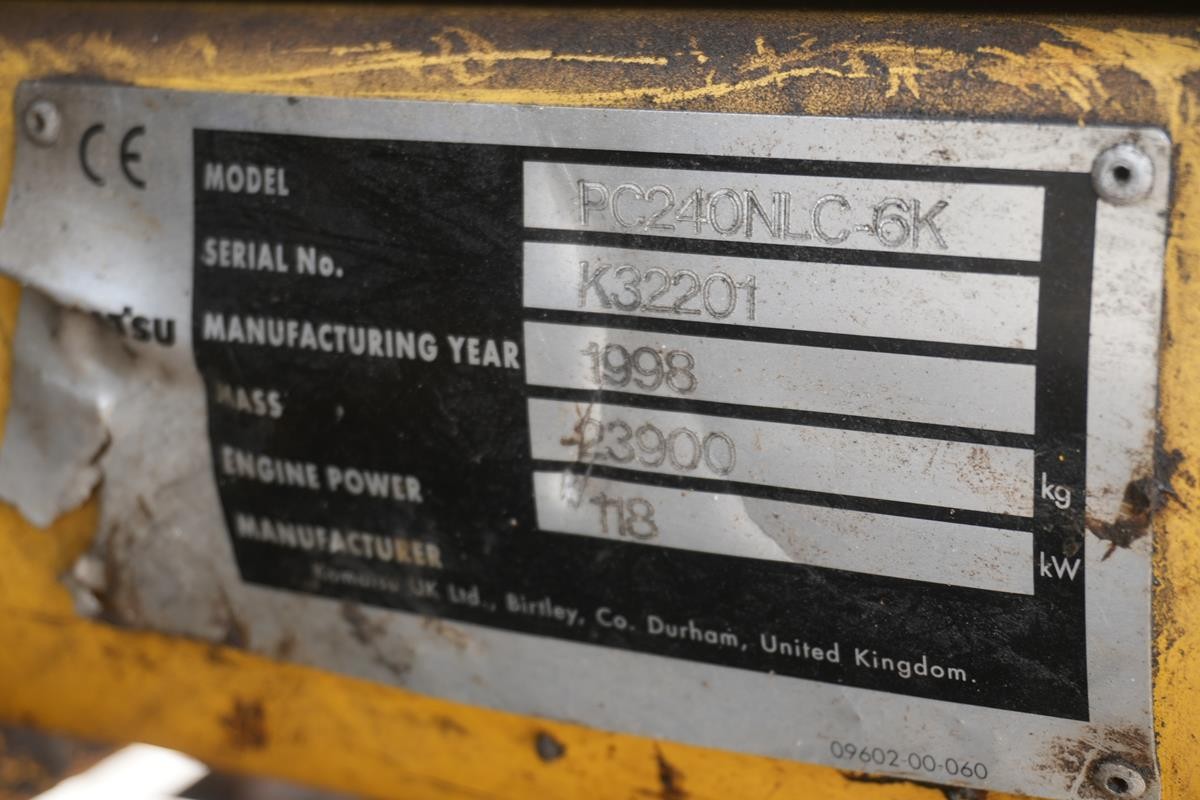 CE
MODEL PC240NLC-6K
SERIAL No. K32201
MANUFACTURING YEAR 1998
MASS 23900 kg
ENGINE POWER 118 kW
MANUFACTURER
Komatsu UK Ltd., Birtley, Co. Durham, United Kingdom.
09602-00-060